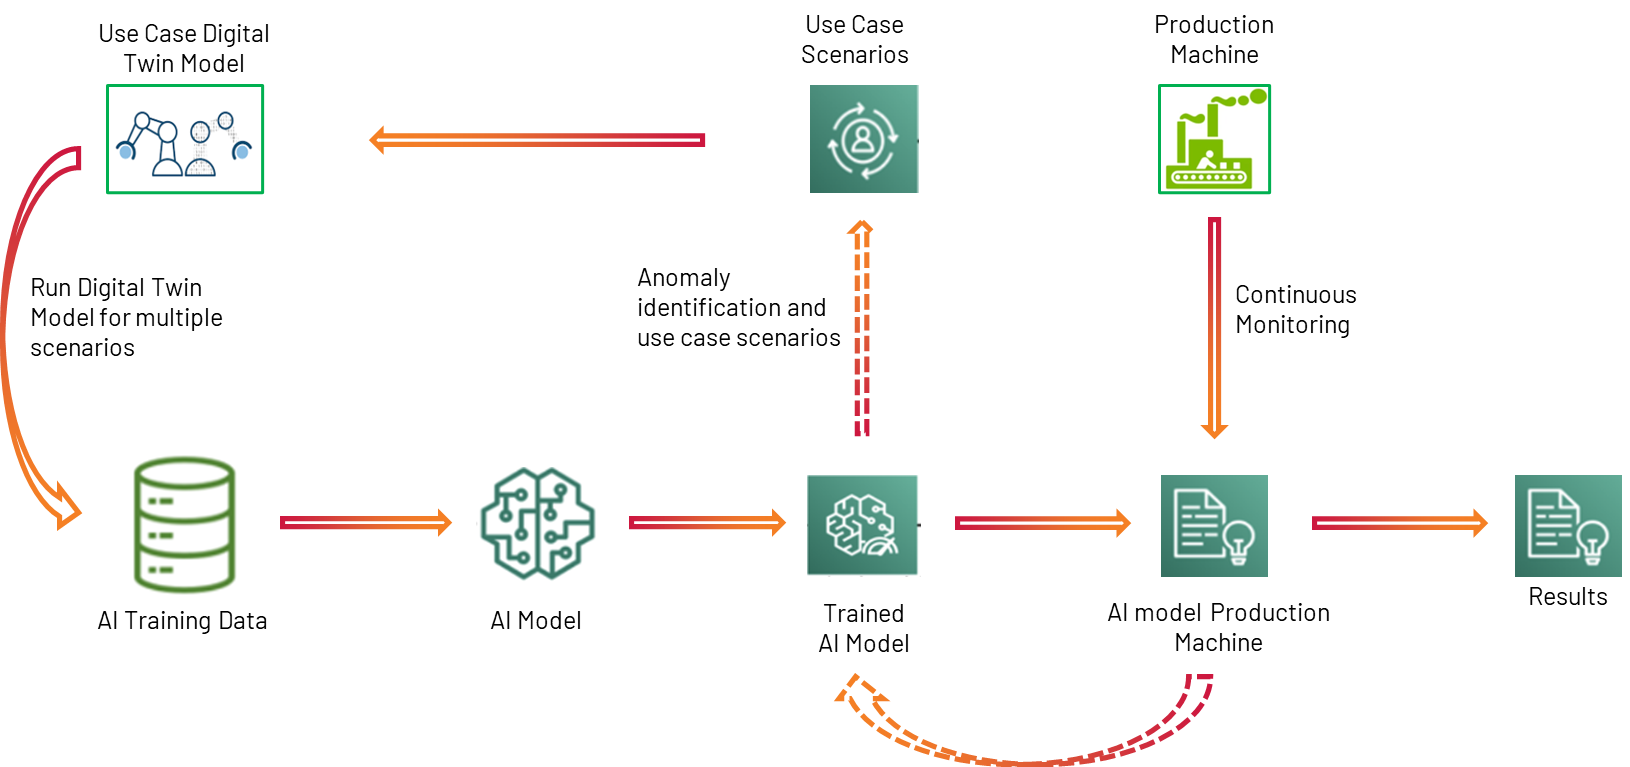 Use Case Digital
Twin Model
Use Case
Scenarios
Production
Machine
Run Digital Twin
Model for multiple
scenarios
Anomaly
identification and
use case scenarios
Continuous
Monitoring
AI Training Data
AI Model
Trained
AI Model
AI model Production
Machine
Results